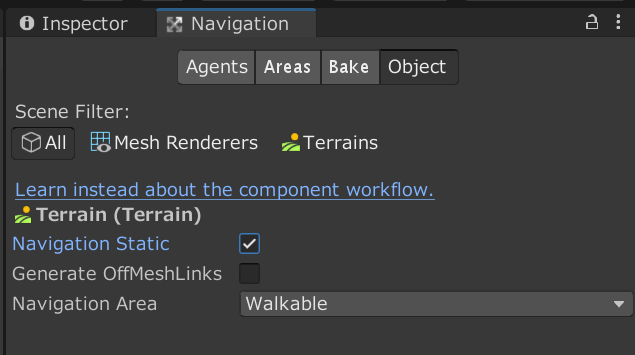 Inspector Navigation
Agents Areas Bake Object
Scene Filter:
All Mesh Renderers Terrains
Learn instead about the component workflow.
Terrain (Terrain)
Navigation Static
Generate OffMeshLinks
Navigation Area Walkable